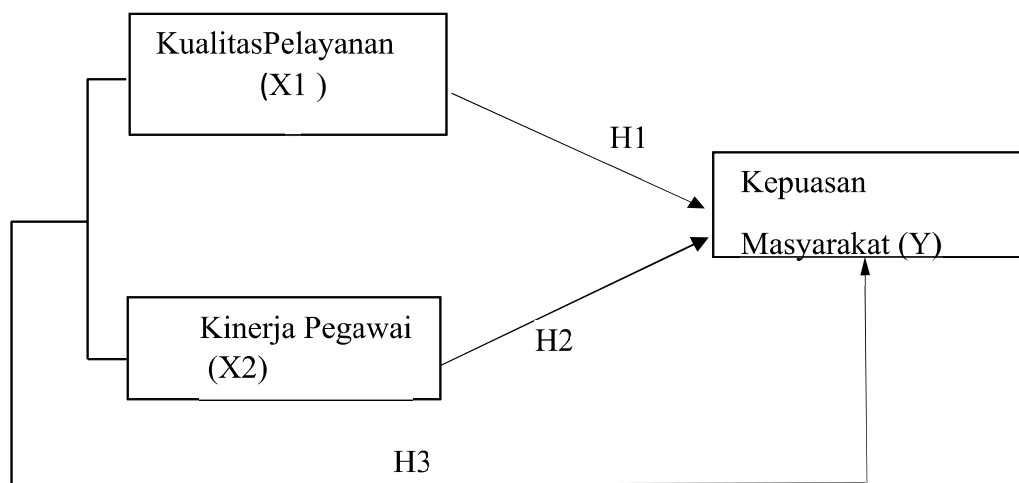 KualitasPelayanan
(X1 )
H1
Kepuasan
Masyarakat (Y)
Kinerja Pegawai
(X2)
H2
H3